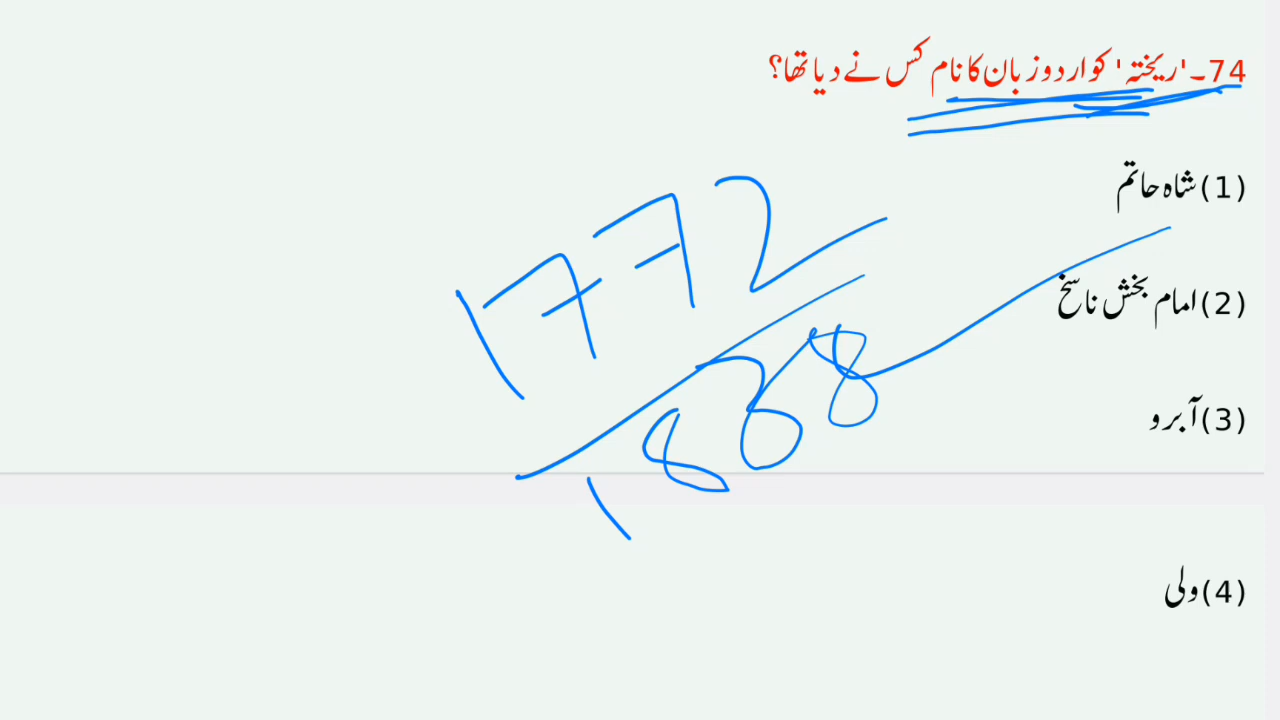 74۔'ریختہ' کو اردو زبان کا نام کس نے دیا تھا؟
(1) شاہ حاتم
1772
(2) امام بخش ناسخ
1838
(3) آبرو
(4) ولی